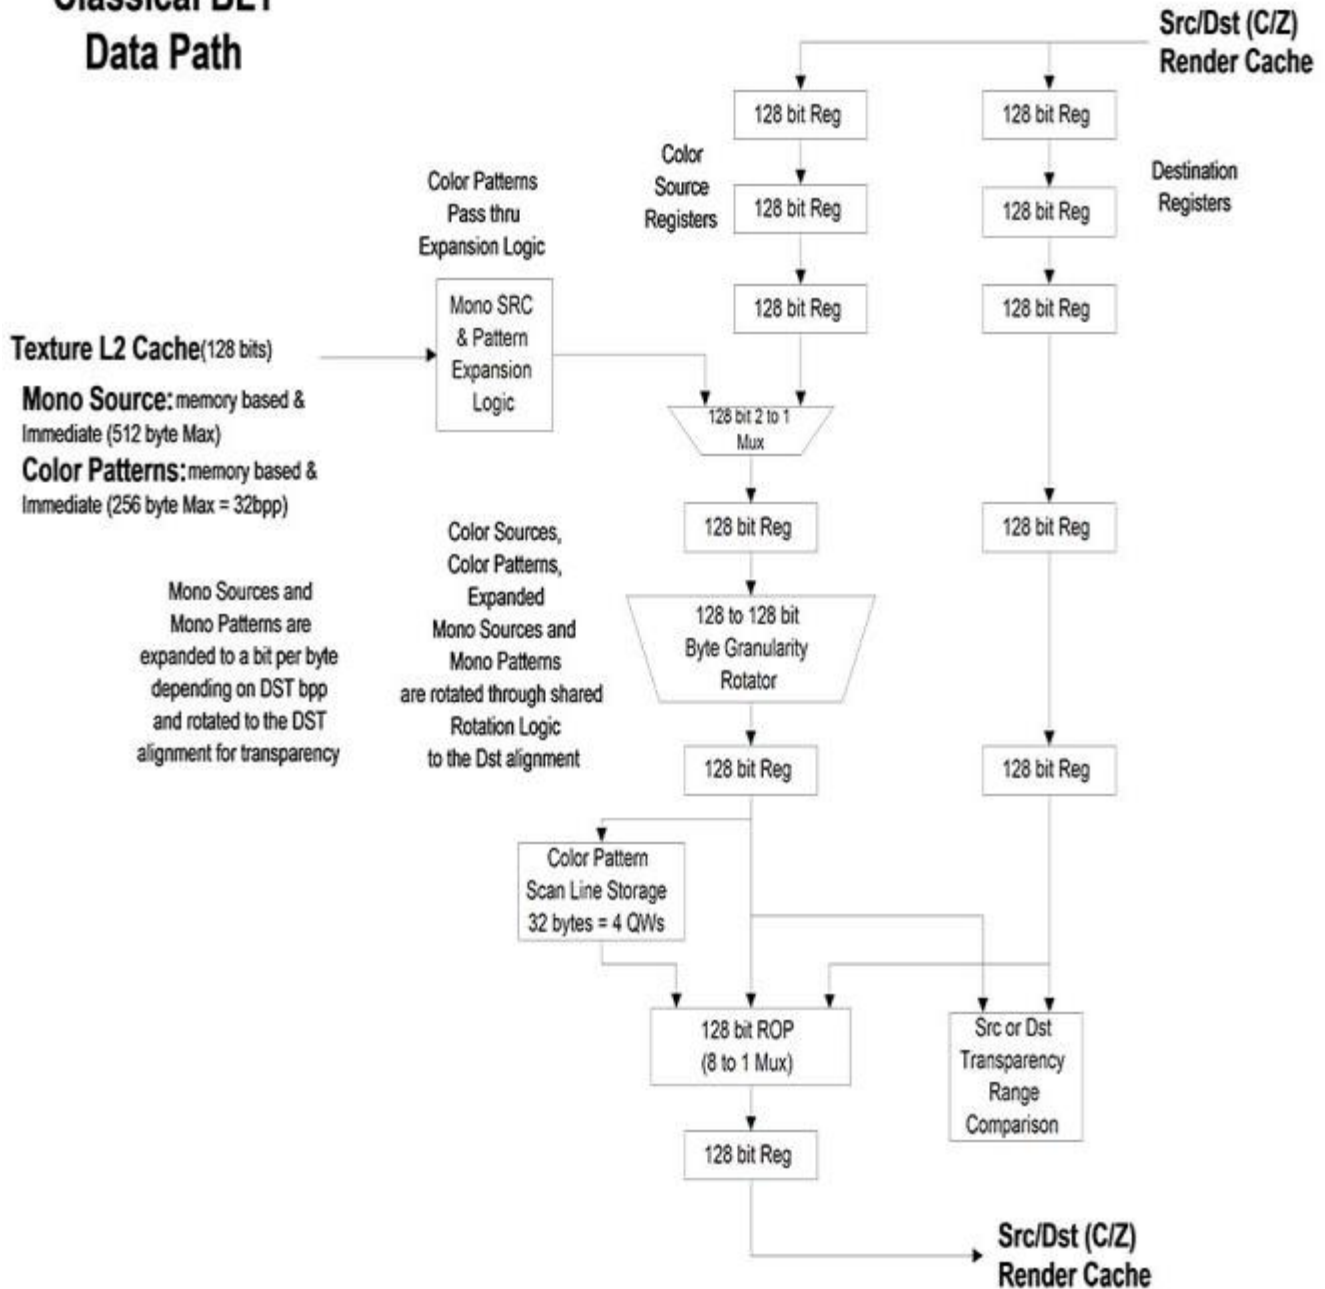 Classical BLT
Data Path
Src/Dst (C/Z)
Render Cache
128 bit Reg
128 bit Reg
Color
Source
Registers
128 bit Reg
128 bit Reg
Destination
Registers
Color Patterns
Pass thru
Expansion Logic
128 bit Reg
128 bit Reg
Mono SRC
& Pattern
Expansion
Logic
Texture L2 Cache(128 bits)
Mono Source: memory based &
Immediate (512 byte Max)
Color Patterns: memory based &
Immediate (256 byte Max = 32bpp)
128 bit 2 to 1
Mux
128 bit Reg
128 bit Reg
Mono Sources and
Mono Patterns are
expanded to a bit per byte
depending on DST bpp
and rotated to the DST
alignment for transparency
Color Sources,
Color Patterns,
Expanded
Mono Sources and
Mono Patterns
are rotated through shared
Rotation Logic
to the Dst alignment
128 to 128 bit
Byte Granularity
Rotator
128 bit Reg
128 bit Reg
Color Pattern
Scan Line Storage
32 bytes = 4 QWs
128 bit ROP
(8 to 1 Mux)
Src or Dst
Transparency
Range
Comparison
128 bit Reg
Src/Dst (C/Z)
Render Cache